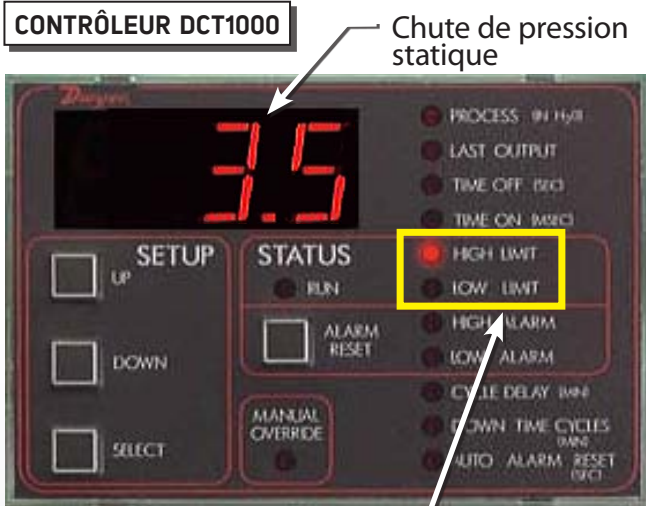 CONTRÔLEUR DCT1000
Chute de pression
statique
Dwyer
3.5
PROCESS (IN H₂O)
LAST OUTPUT
TIME OFF (SEC)
TIME ON (MSEC)
HIGH LIMIT
LOW LIMIT
HIGH ALARM
LOW ALARM
CYCLE DELAY (MIN)
DOWN TIME CYCLES
(MIN)
AUTO ALARM RESET
(SEC)
SETUP
UP
DOWN
SELECT
STATUS
RUN
ALARM
RESET
MANUAL
OVERRIDE